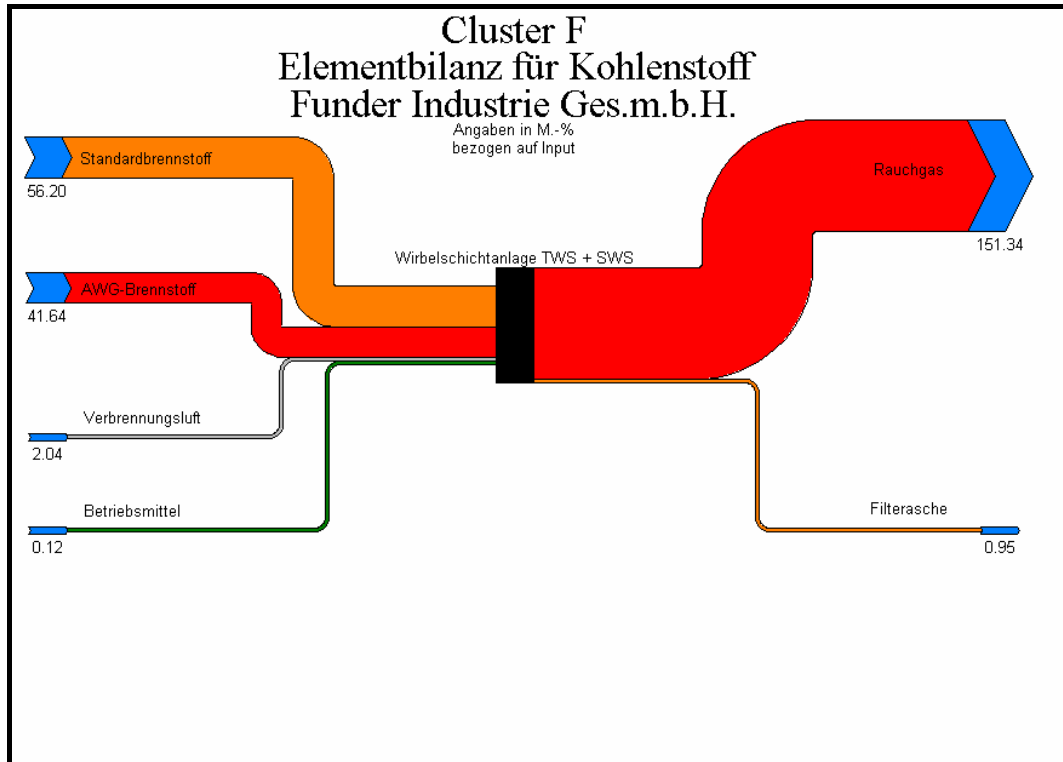 Cluster F
Elementbilanz für Kohlenstoff
Funder Industrie Ges.m.b.H.
Angaben in M.-%
bezogen auf Input
Standardbrennstoff
56.20
Rauchgas
151.34
Wirbelschichtanlage TWS + SWS
AWG-Brennstoff
41.64
Verbrennungsluft
2.04
Betriebsmittel
0.12
Filterasche
0.95